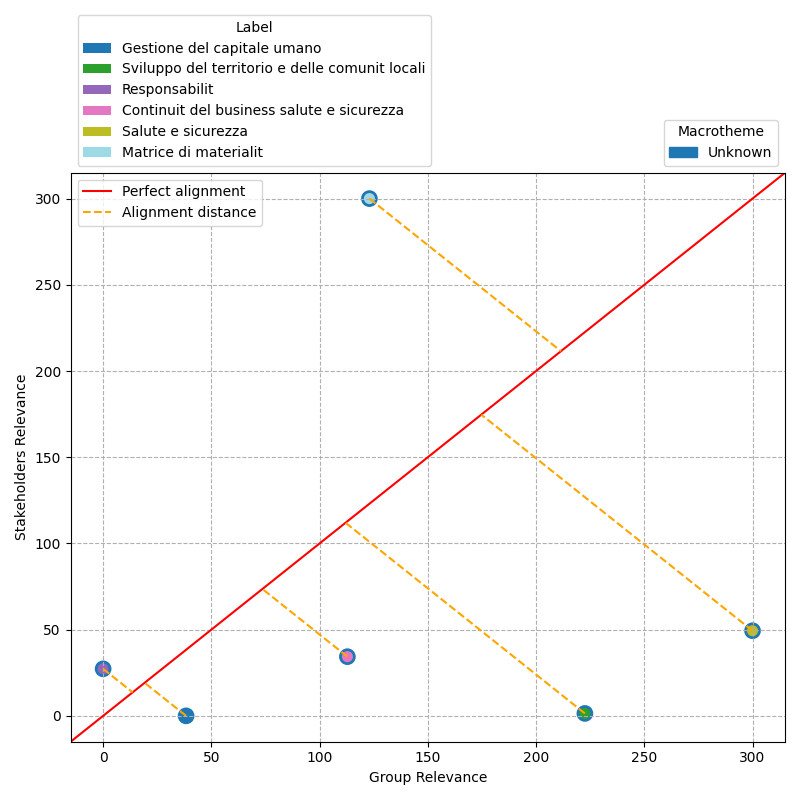 Label
Gestione del capitale umano
Sviluppo del territorio e delle comunit locali
Responsabilit
Continuit del business salute e sicurezza
Salute e sicurezza
Matrice di materialit
Macrotheme
Unknown
Perfect alignment
Alignment distance
300
250
200
150
100
50
0
Stakeholders Relevance
0 50 100 150 200 250 300
Group Relevance